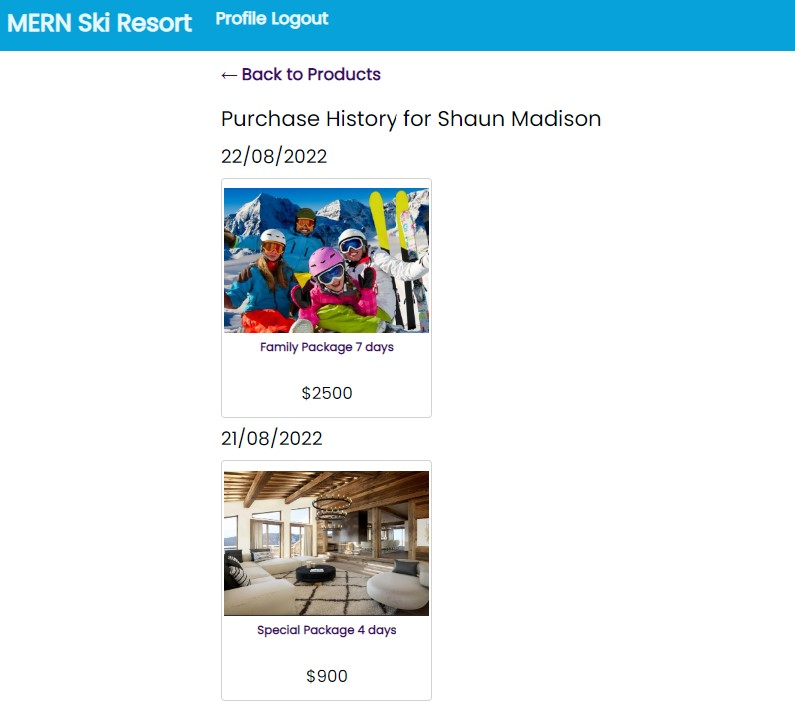 MERN Ski Resort Profile Logout
← Back to Products
Purchase History for Shaun Madison
22/08/2022
Family Package 7 days
$2500
21/08/2022
Special Package 4 days
$900